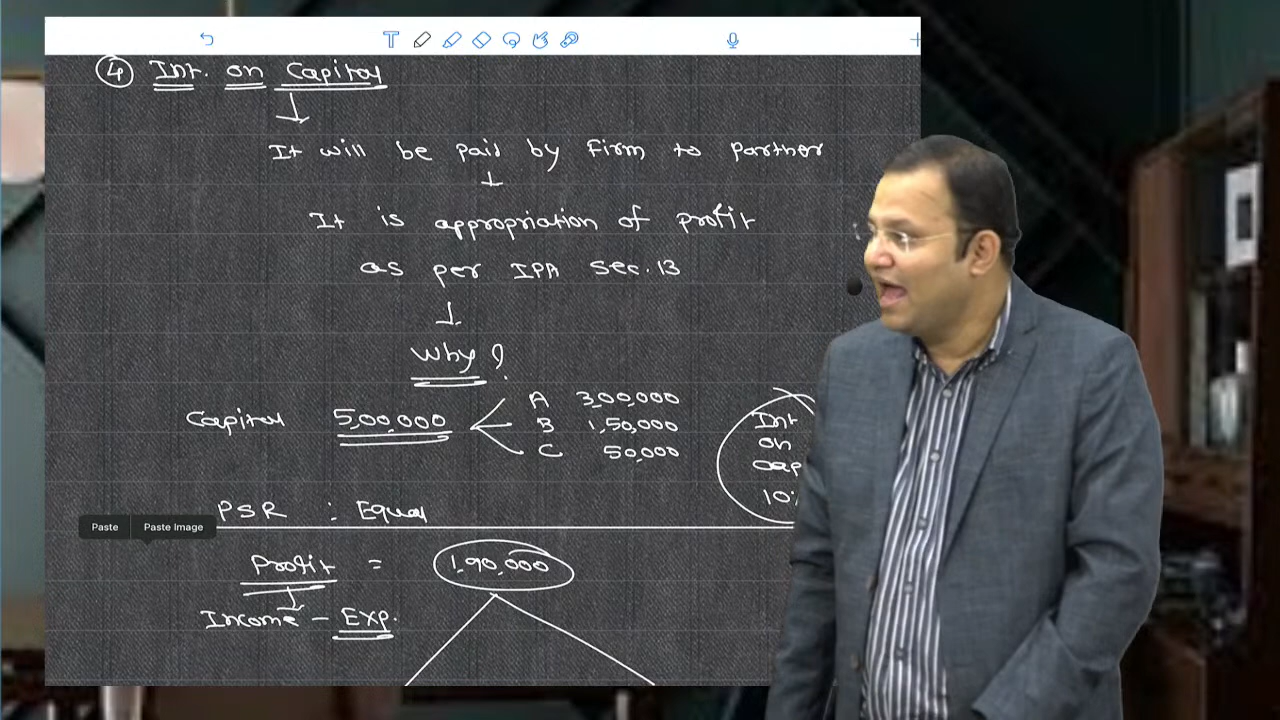 ④ Int. on Capital
It will be paid by Firm to Partner
It is appropriation of profit
as per IPA Sec. 13
Why?
Capital 5,00,000
A 3,00,000
B 1,50,000
C 50,000
Int
on
cap
10%
PSR : Equal
Paste Paste Image
Profit = 1,90,000
Income - Exp.